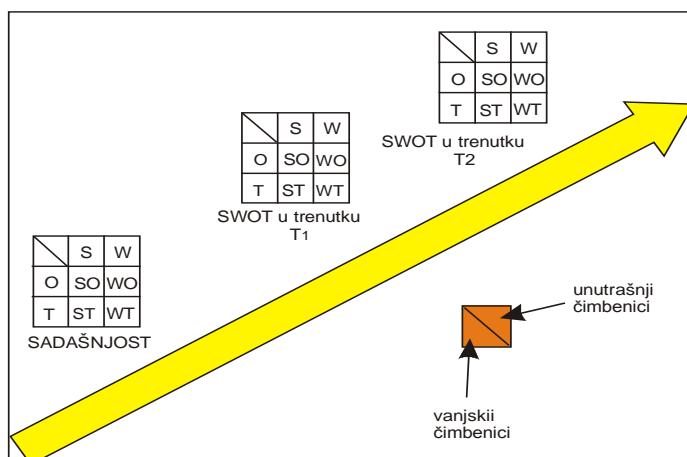 S W
O SO WO
T ST WT
SWOT u trenutku
T2
S W
O SO WO
T ST WT
SWOT u trenutku
T1
S W
O SO WO
T ST WT
SADAŠNJOST
unutrašnji
čimbenici
vanjskii
čimbenici